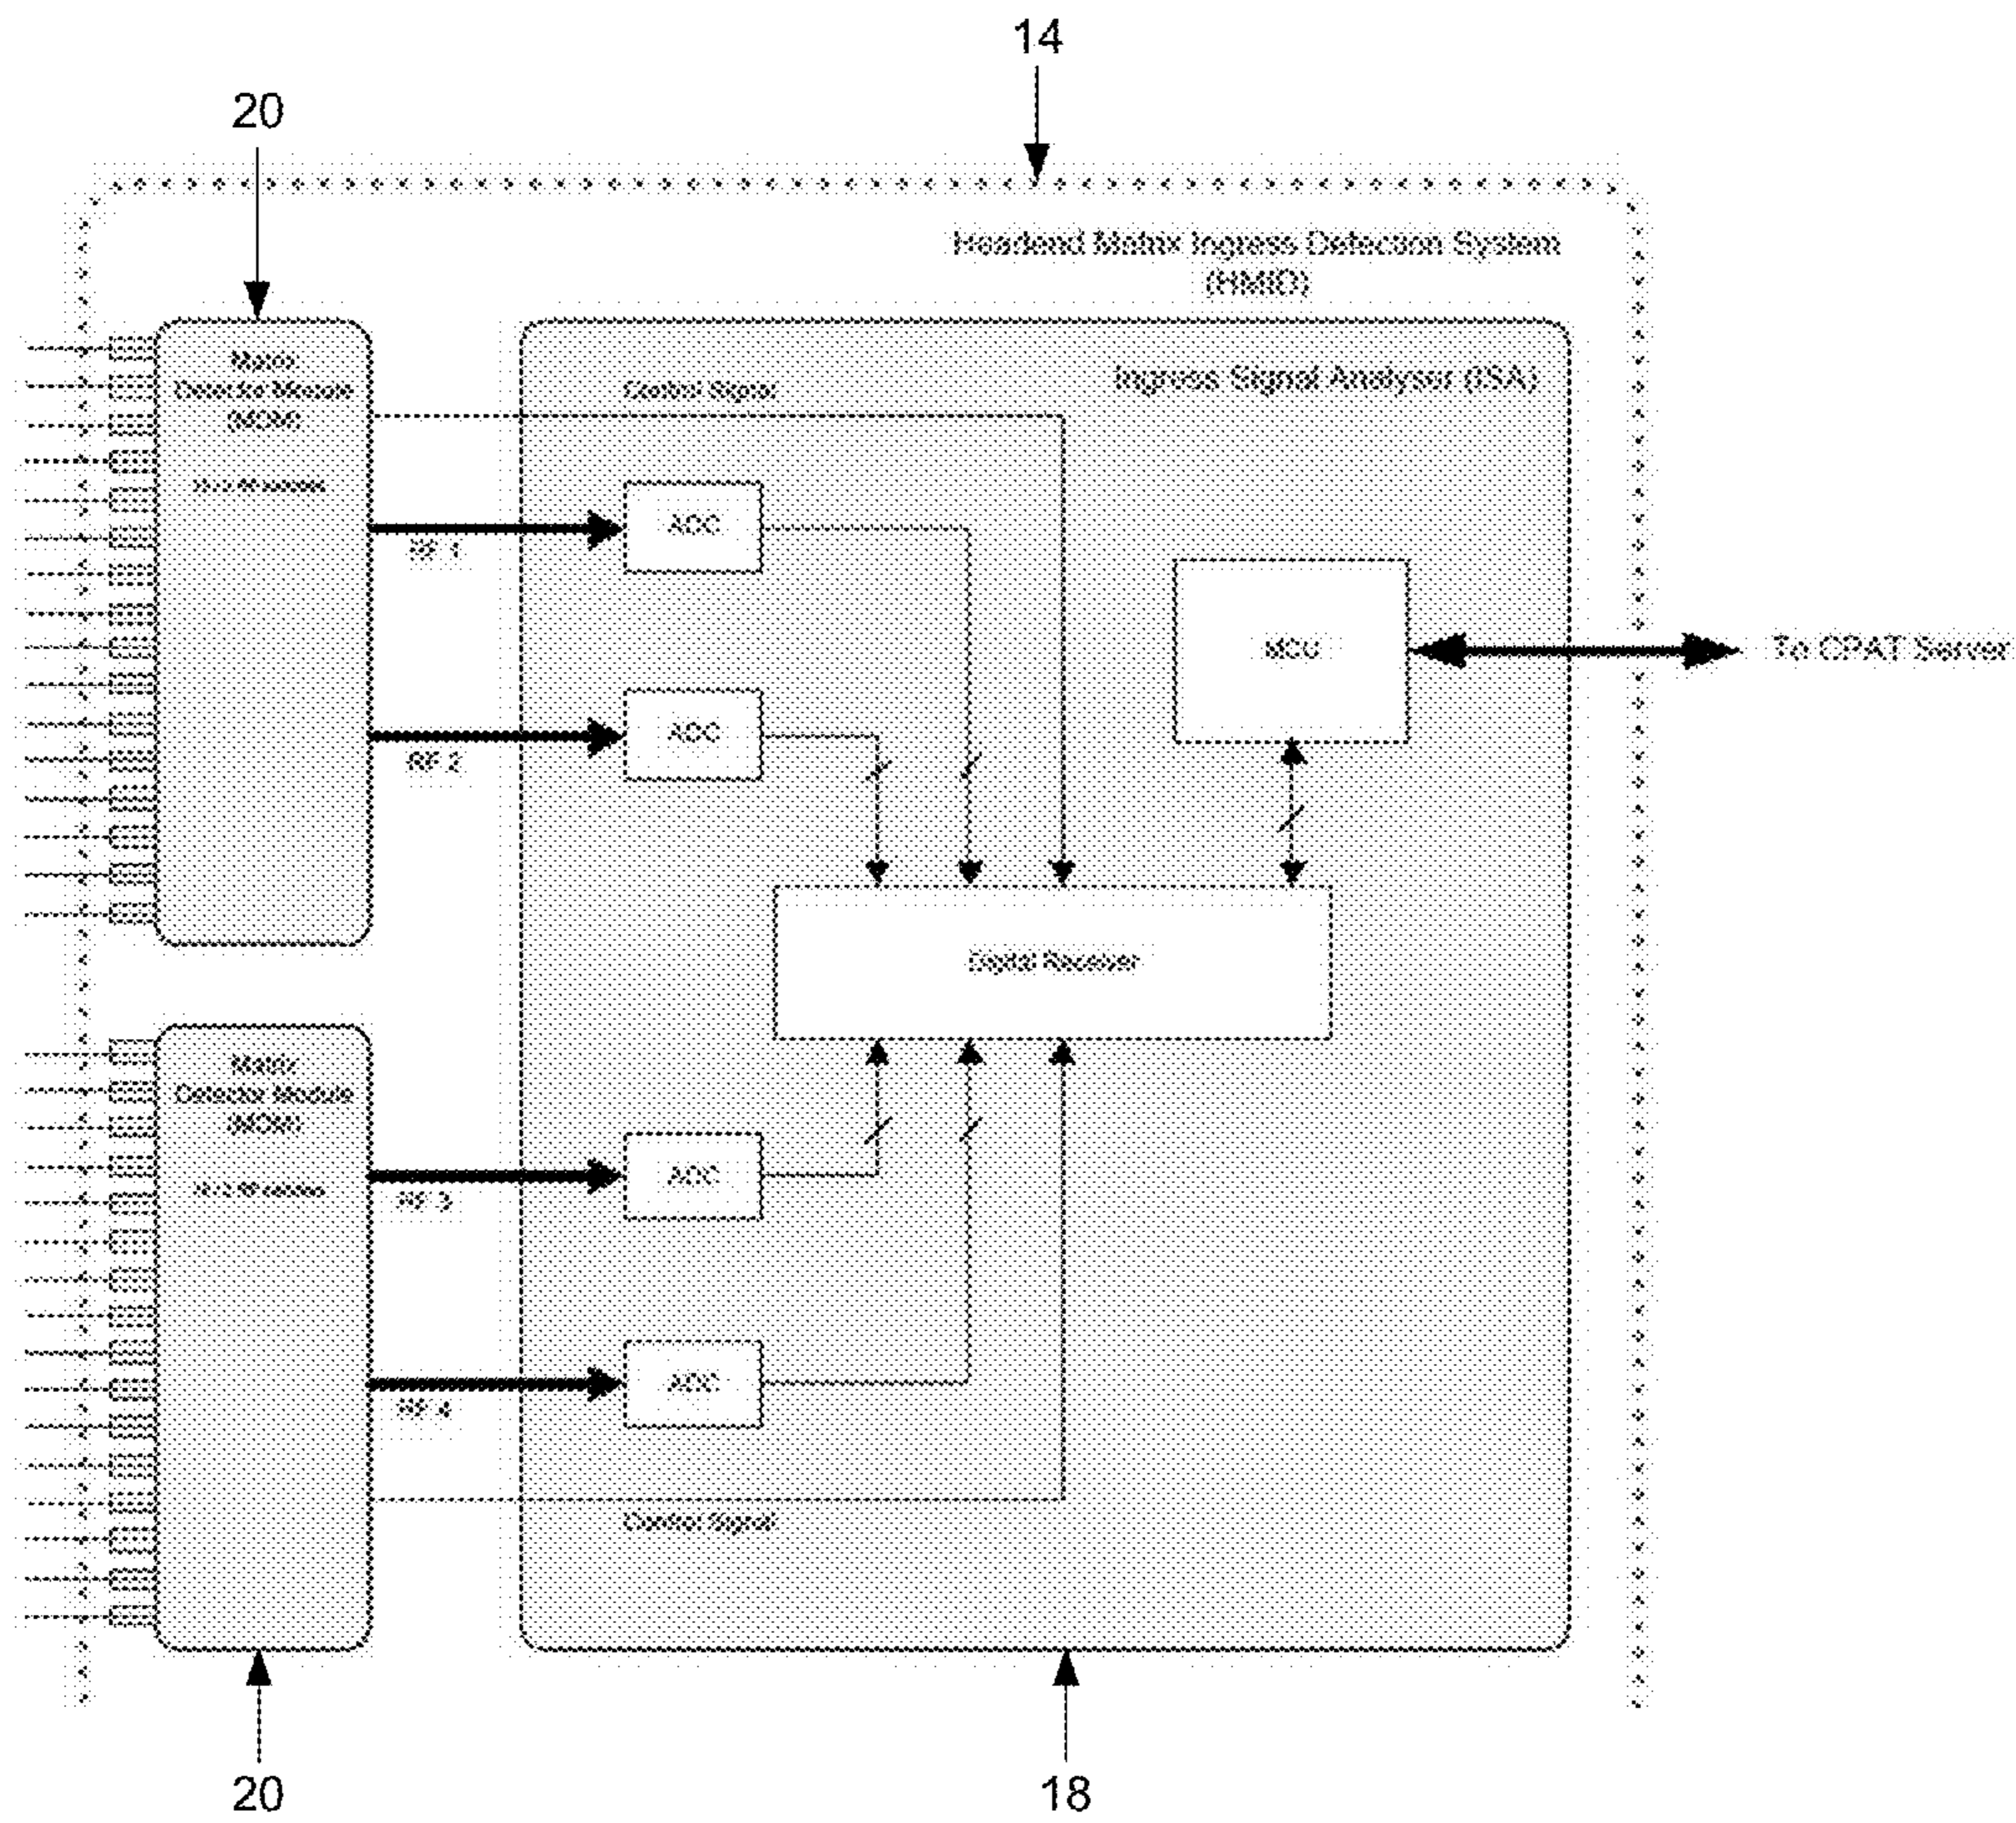 14
20
Headend Matrix Ingress Detection System
(HMID)
Matrix
Detector Module
(MDM)
Control Signal
Ingress Signal Analyser (ISA)
ADC
RF 1
MCU
To CPAT Server
ADC
RF 2
Digital Receiver
Matrix
Detector Module
(MDM)
ADC
RF 3
ADC
RF 4
Control Signal
20
18